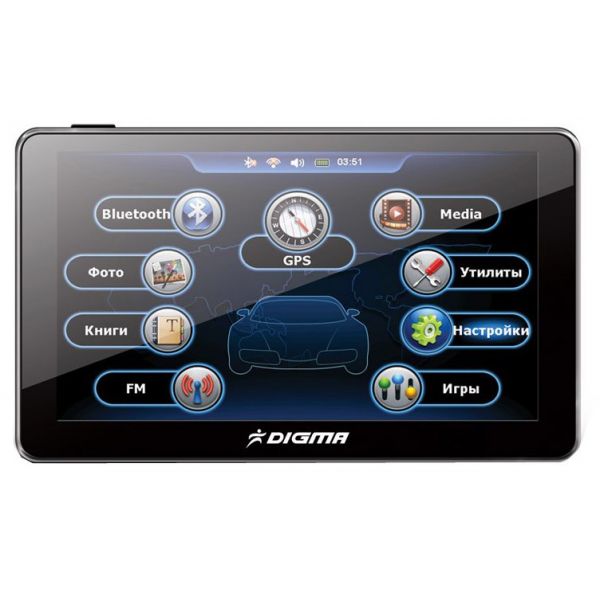 03:51
Bluetooth
Media
GPS
Фото
Утилиты
Книги
T
Настройки
FM
Игры
DIGMA